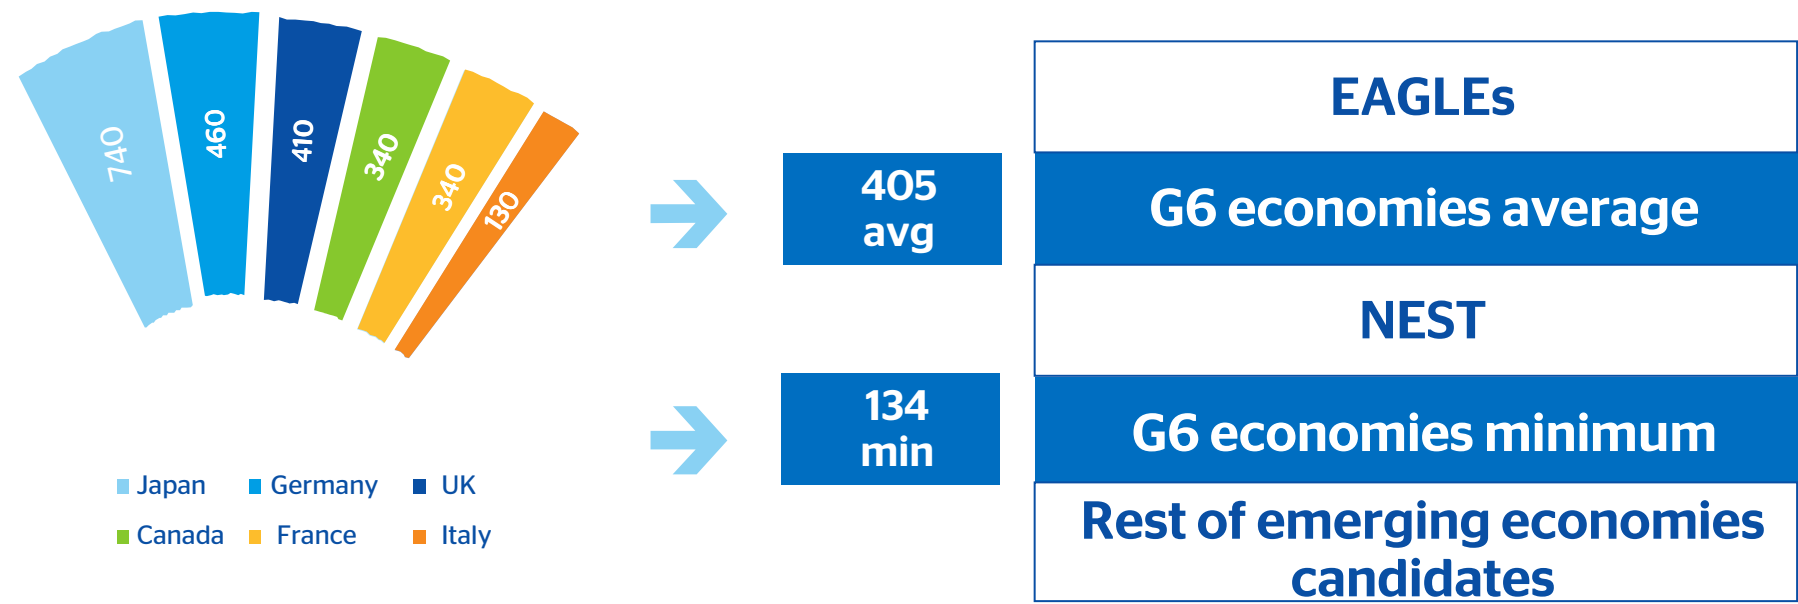 740
460
410
340
340
130
Japan
Germany
UK
Canada
France
Italy
405
avg
134
min
EAGLEs
G6 economies average
NEST
G6 economies minimum
Rest of emerging economies
candidates